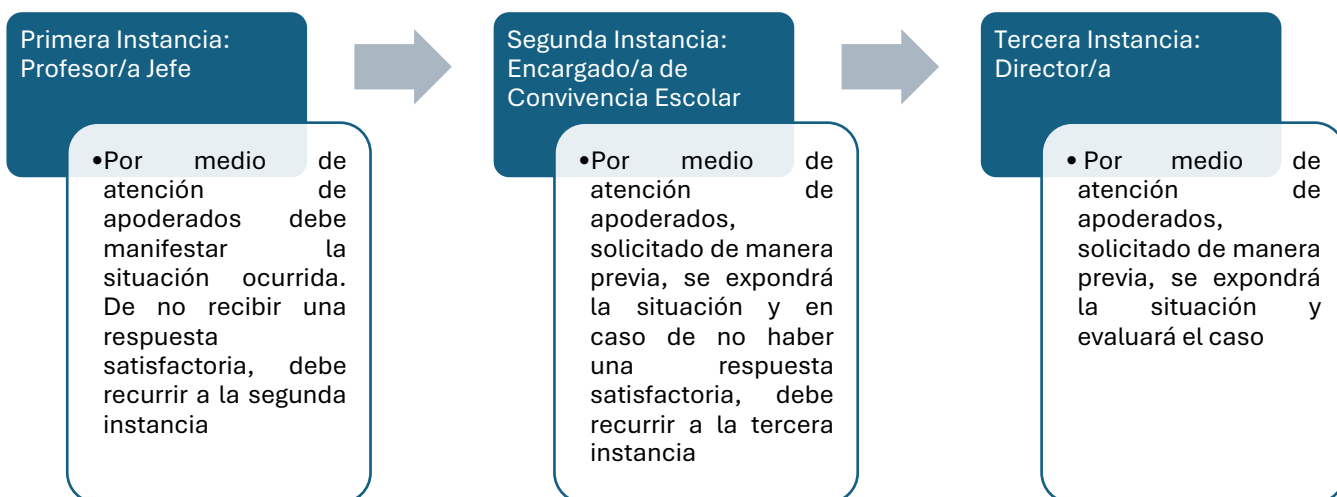 Primera Instancia:
Profesor/a Jefe
•Por medio de
atención de
apoderados debe
manifestar la
situación ocurrida.
De no recibir una
respuesta
satisfactoria, debe
recurrir a la segunda
instancia
Segunda Instancia:
Encargado/a de
Convivencia Escolar
•Por medio de
atención de
apoderados,
solicitado de manera
previa, se expondrá
la situación y en
caso de no haber
una respuesta
satisfactoria, debe
recurrir a la tercera
instancia
Tercera Instancia:
Director/a
• Por medio de
atención de
apoderados,
solicitado de manera
previa, se expondrá
la situación y
evaluará el caso